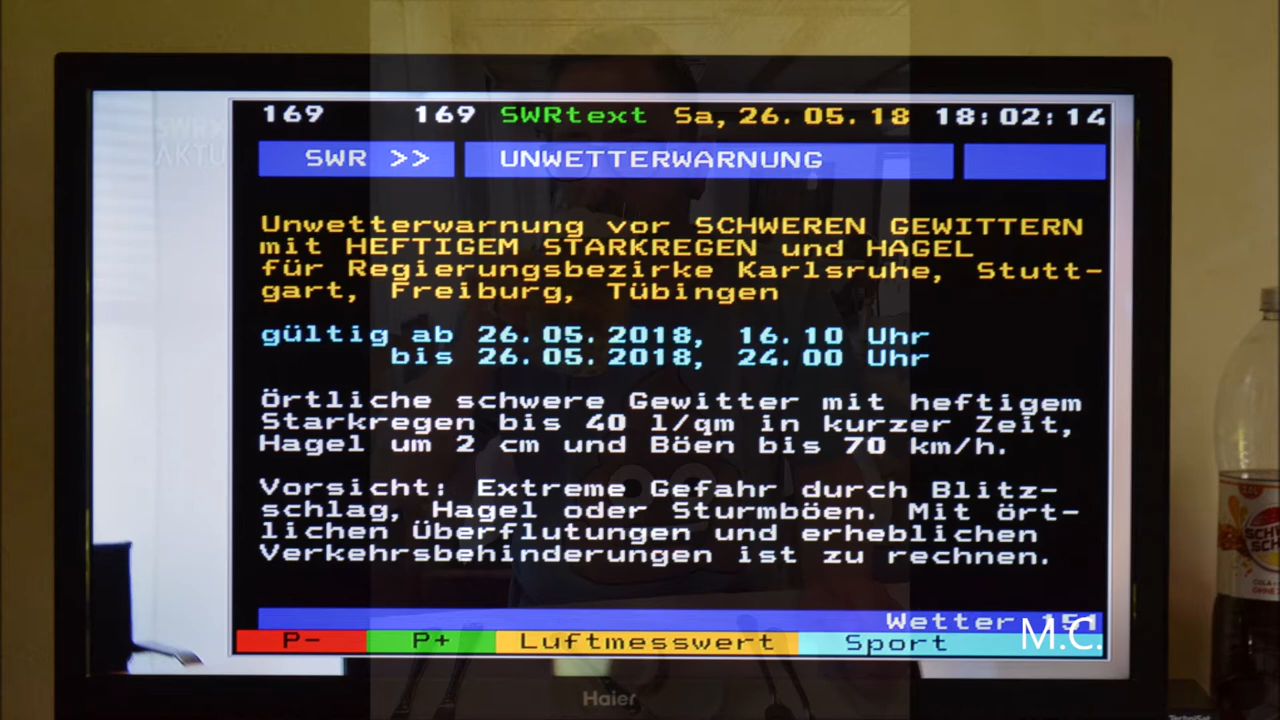 169 169 SWRtext Sa, 26.05.18 18:02:14
SWR >> UNWETTERWARNUNG
Unwetterwarnung vor SCHWEREN GEWITTERN
mit HEFTIGEM STARKREGEN und HAGEL
für Regierungsbezirke Karlsruhe, Stutt-
gart, Freiburg, Tübingen
gültig ab 26.05.2018, 16.10 Uhr
bis 26.05.2018, 24.00 Uhr
Örtliche schwere Gewitter mit heftigem
Starkregen bis 40 l/qm in kurzer Zeit,
Hagel um 2 cm und Böen bis 70 km/h.
Vorsicht: Extreme Gefahr durch Blitz-
schlag, Hagel oder Sturmböen. Mit ört-
lichen Überflutungen und erheblichen
Verkehrsbehinderungen ist zu rechnen.
Wetter 151
P- P+ Luftmesswert Sport
M.C.
Haier